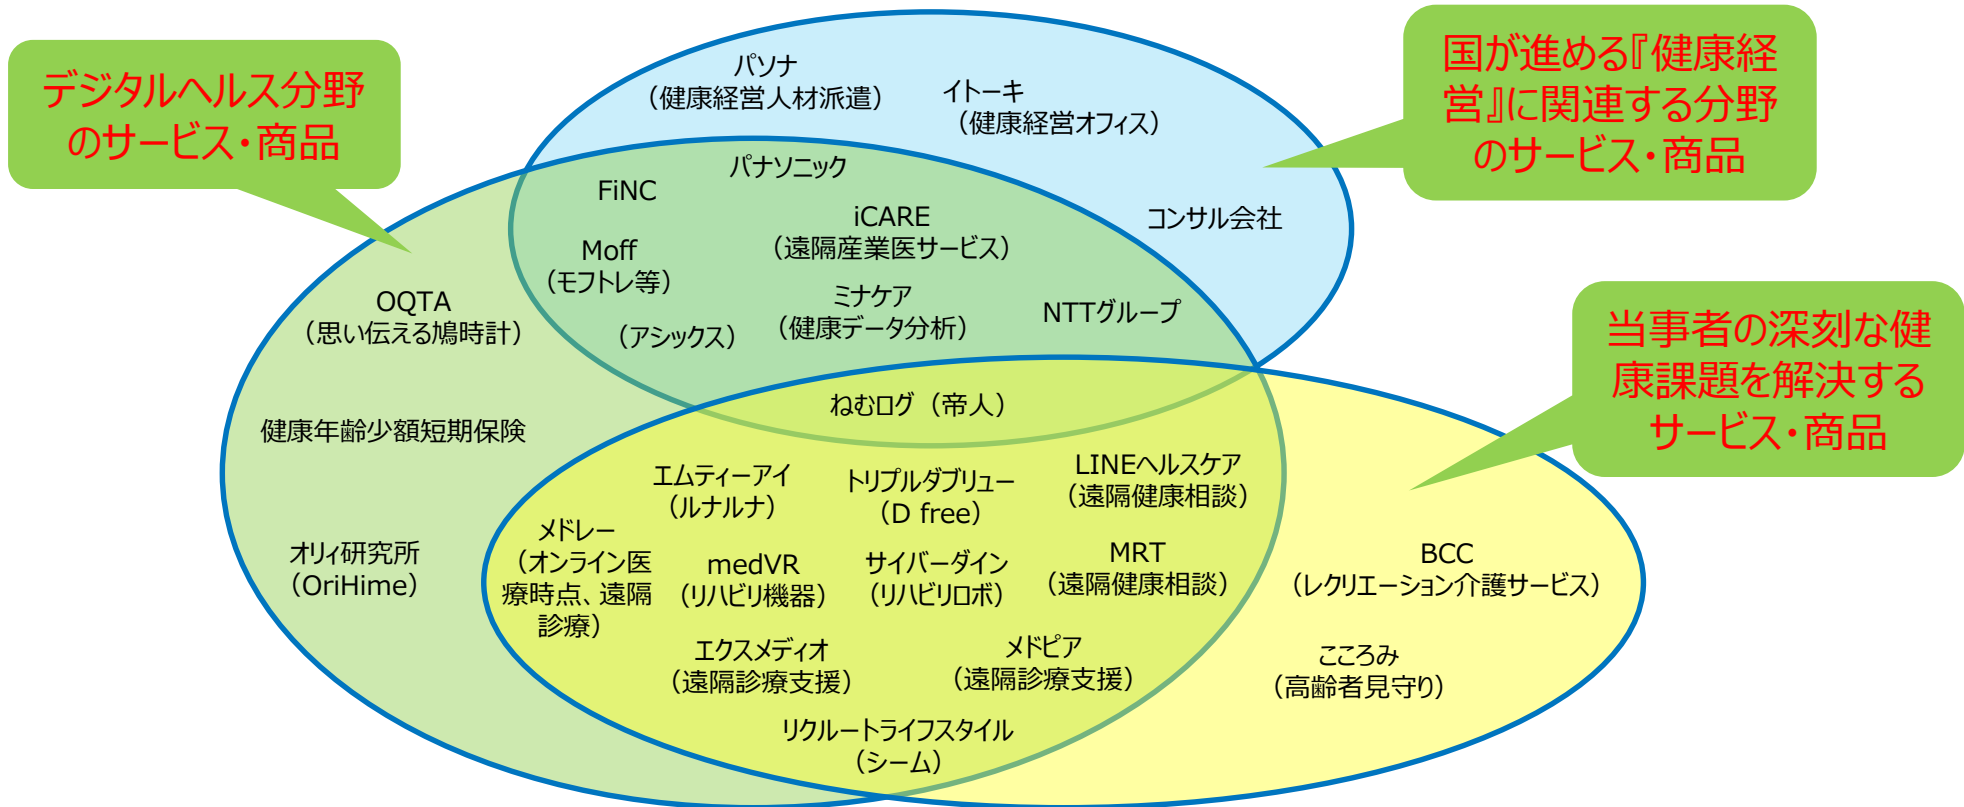 デジタルヘルス分野
のサービス・商品
国が進める『健康経
営』に関連する分野
のサービス・商品
当事者の深刻な健
康課題を解決する
サービス・商品
パソナ
（健康経営人材派遣）
イトーキ
（健康経営オフィス）
コンサル会社
パナソニック
FiNC
iCARE
（遠隔産業医サービス）
Moff
（モフトレ等）
ミナケア
（健康データ分析）
NTTグループ
（アシックス）
OQTA
（思い伝える鳩時計）
健康年齢少額短期保険
オリィ研究所
（OriHime）
ねむログ（帝人）
エムティーアイ
（ルナルナ）
トリプルダブリュー
（D free）
LINEヘルスケア
（遠隔健康相談）
メドレー
（オンライン医
療時点、遠隔
診療）
medVR
（リハビリ機器）
サイバーダイン
（リハビリロボ）
MRT
（遠隔健康相談）
エクスメディオ
（遠隔診療支援）
メドピア
（遠隔診療支援）
リクルートライフスタイル
（シーム）
BCC
（レクリエーション介護サービス）
こころみ
（高齢者見守り）